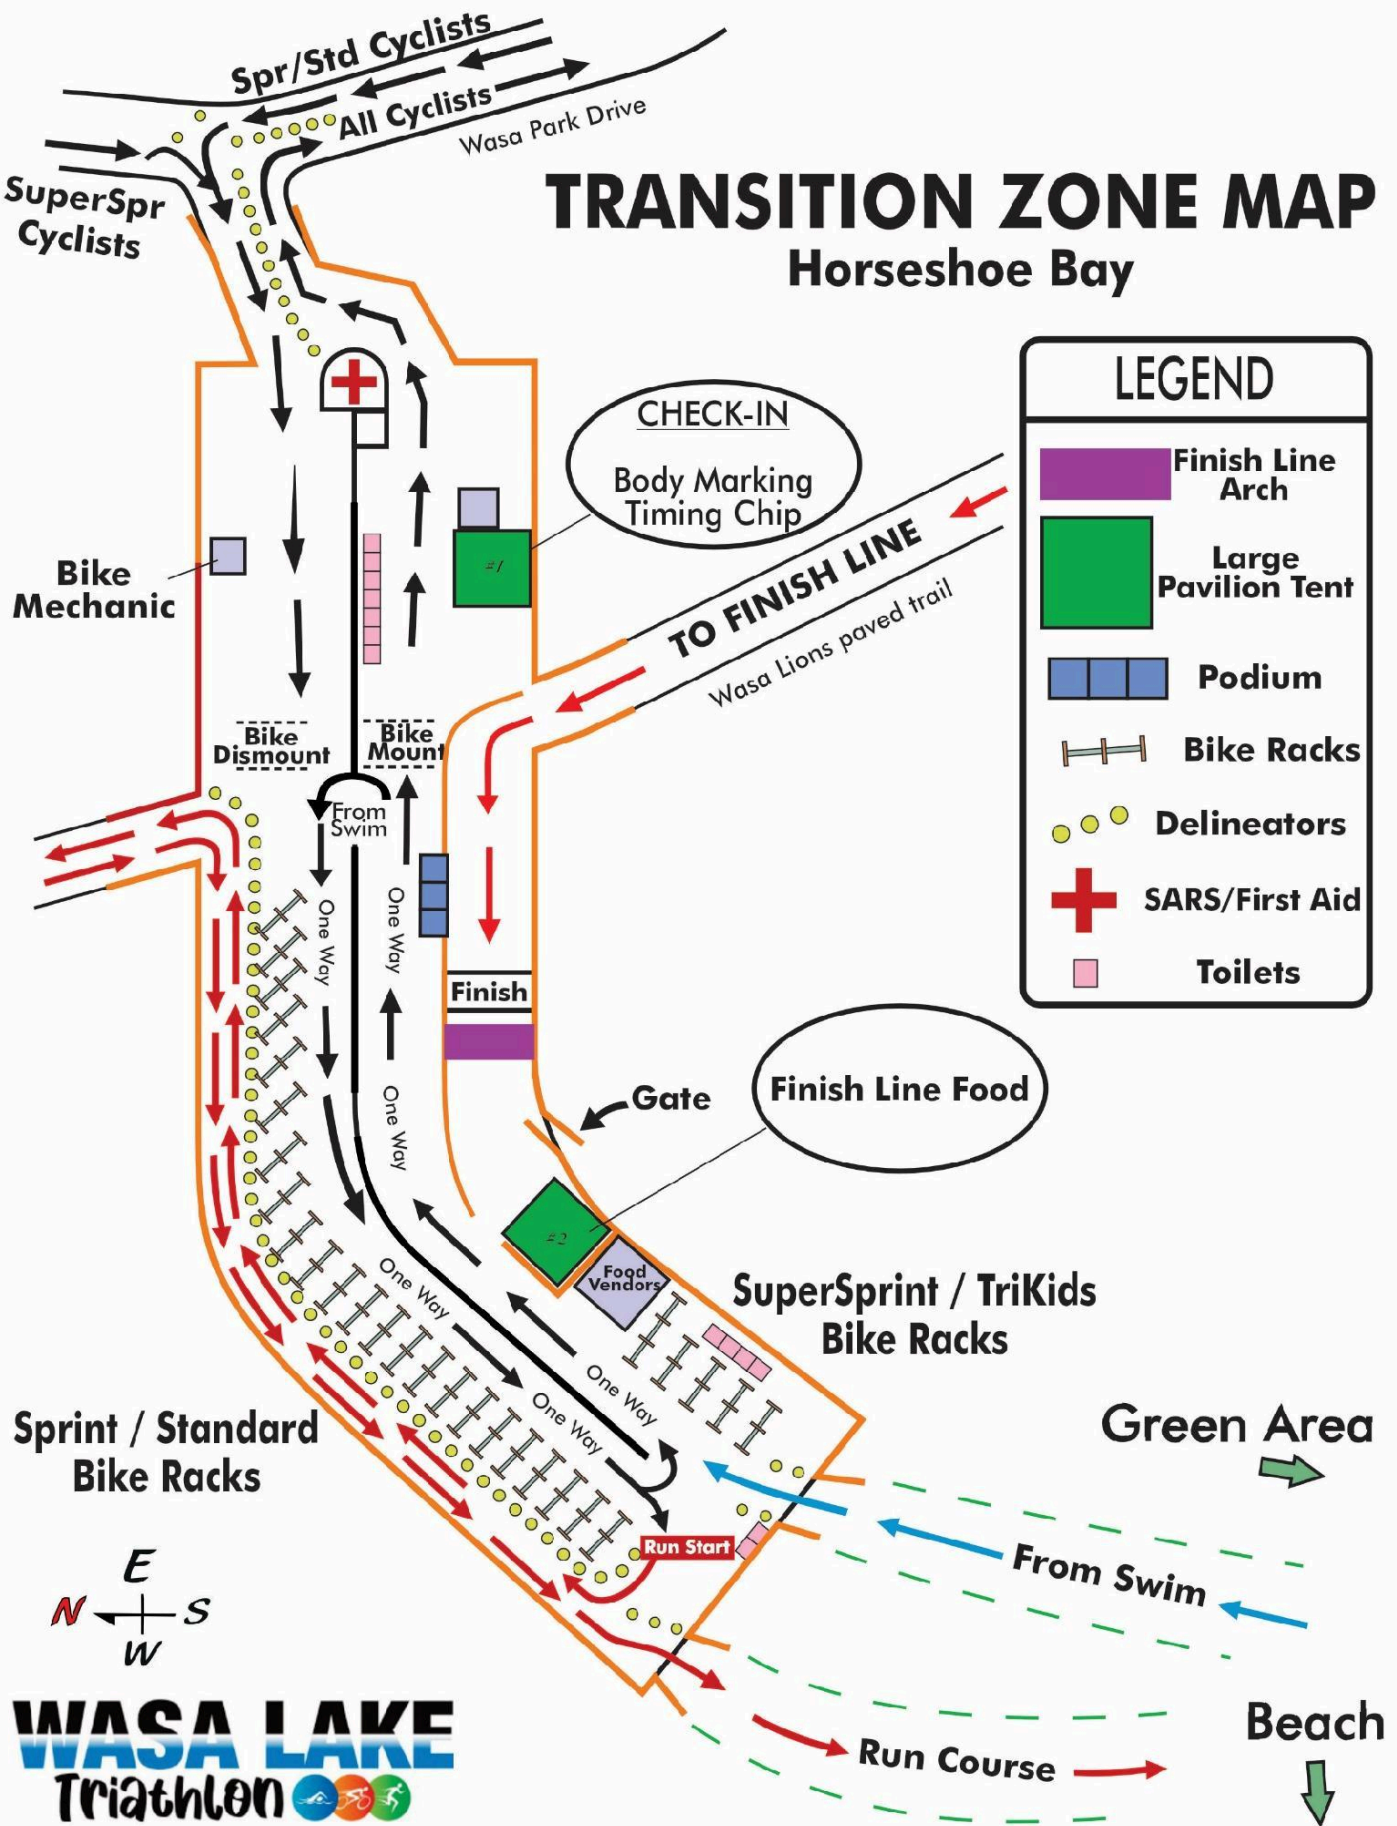 Spr/Std Cyclists
All Cyclists
Wasa Park Drive
SuperSpr
Cyclists
TRANSITION ZONE MAP
Horseshoe Bay
LEGEND
Finish Line
Arch
Large
Pavilion Tent
Podium
Bike Racks
Delineators
SARS/First Aid
Toilets
CHECK-IN
Body Marking
Timing Chip
#1
Bike
Mechanic
TO FINISH LINE
Wasa Lions paved trail
Bike
Dismount
Bike
Mount
From
Swim
One Way
One Way
Finish
One Way
Gate
Finish Line Food
#2
Food
Vendors
SuperSprint / TriKids
Bike Racks
One Way
One Way
One Way
Sprint / Standard
Bike Racks
Green Area
Run Start
From Swim
E
N S
W
Run Course
Beach
WASA LAKE
Triathlon